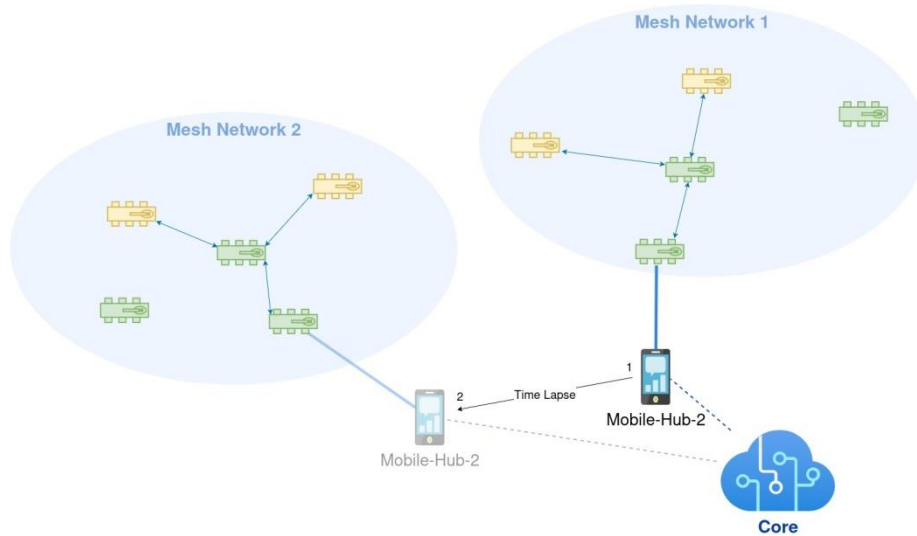 Mesh Network 1
Mesh Network 2
1
Time Lapse
2
Mobile-Hub-2
Mobile-Hub-2
Core